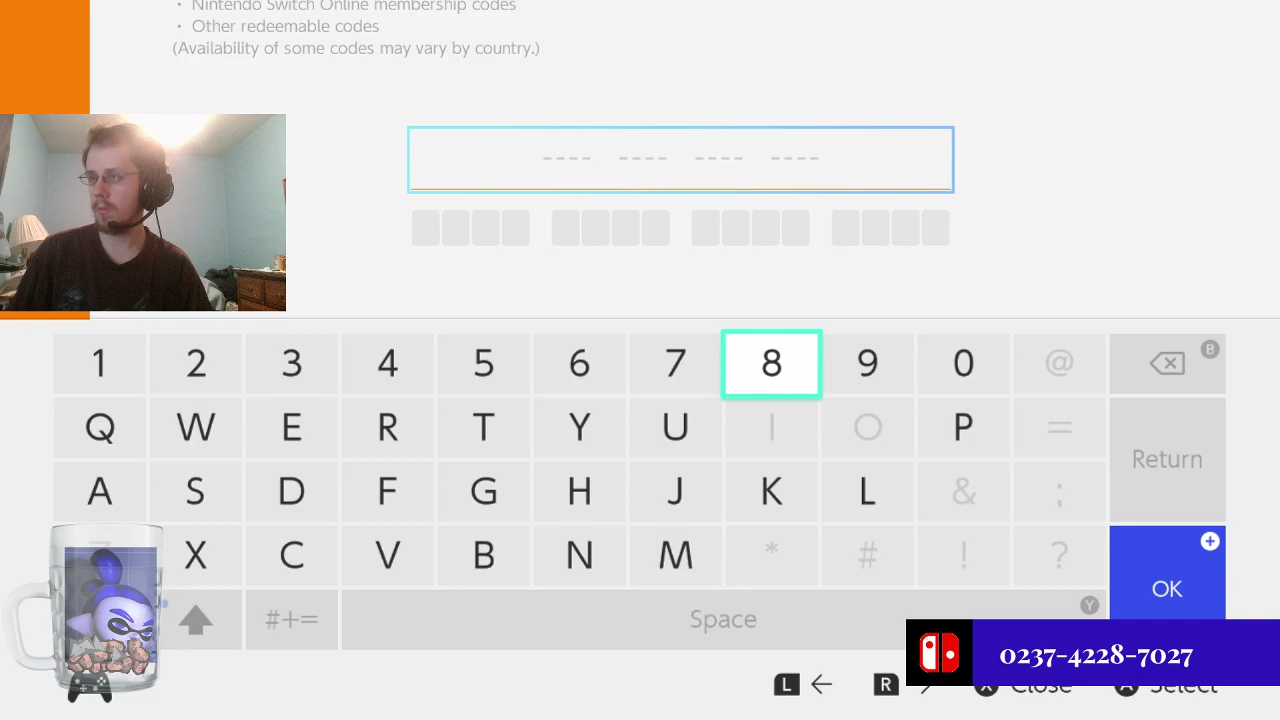 · Nintendo Switch Online membership codes
· Other redeemable codes
(Availability of some codes may vary by country.)
---- ---- ---- ----
1 2 3 4 5 6 7 8 9 0 @ B
Q W E R T Y U I O P = Return
A S D F G H J K L & ;
X C V B N M * # ! ? + OK
#+= Space Y
0237-4228-7027
L ← R X Close A Select